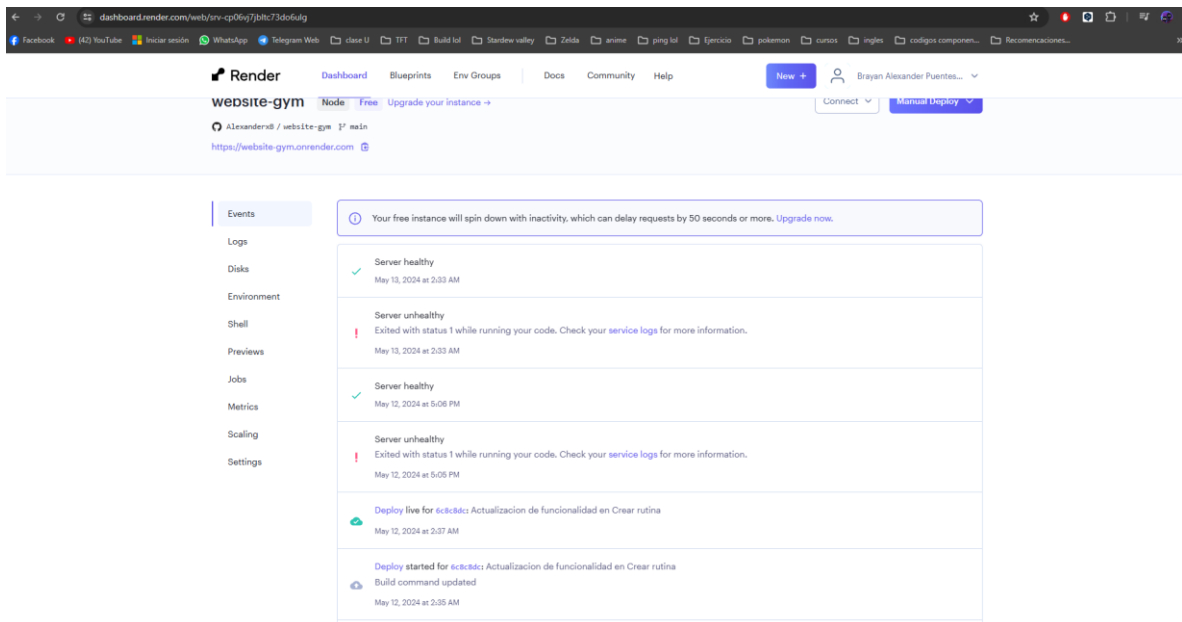 dashboard.render.com/web/srv-cp06vj7jbltc73do6ulg
Facebook (42) YouTube Iniciar sesión WhatsApp Telegram Web clase U TFT Build lol Stardew valley Zelda anime ping lol Ejercicio pokemon cursos ingles codigos componen... Recomencaciones...
Render Dashboard Blueprints Env Groups Docs Community Help New + Brayan Alexander Puentes...
website-gym Node Free Upgrade your instance → Connect Manual Deploy
AlexanderxB / website-gym main
https://website-gym.onrender.com
Events
Logs
Disks
Environment
Shell
Previews
Jobs
Metrics
Scaling
Settings
Your free instance will spin down with inactivity, which can delay requests by 50 seconds or more. Upgrade now.
Server healthy
May 13, 2024 at 2:33 AM
Server unhealthy
Exited with status 1 while running your code. Check your service logs for more information.
May 13, 2024 at 2:33 AM
Server healthy
May 12, 2024 at 5:06 PM
Server unhealthy
Exited with status 1 while running your code. Check your service logs for more information.
May 12, 2024 at 5:05 PM
Deploy live for 6c8c8dc: Actualizacion de funcionalidad en Crear rutina
May 12, 2024 at 2:37 AM
Deploy started for 6c8c8dc: Actualizacion de funcionalidad en Crear rutina
Build command updated
May 12, 2024 at 2:35 AM